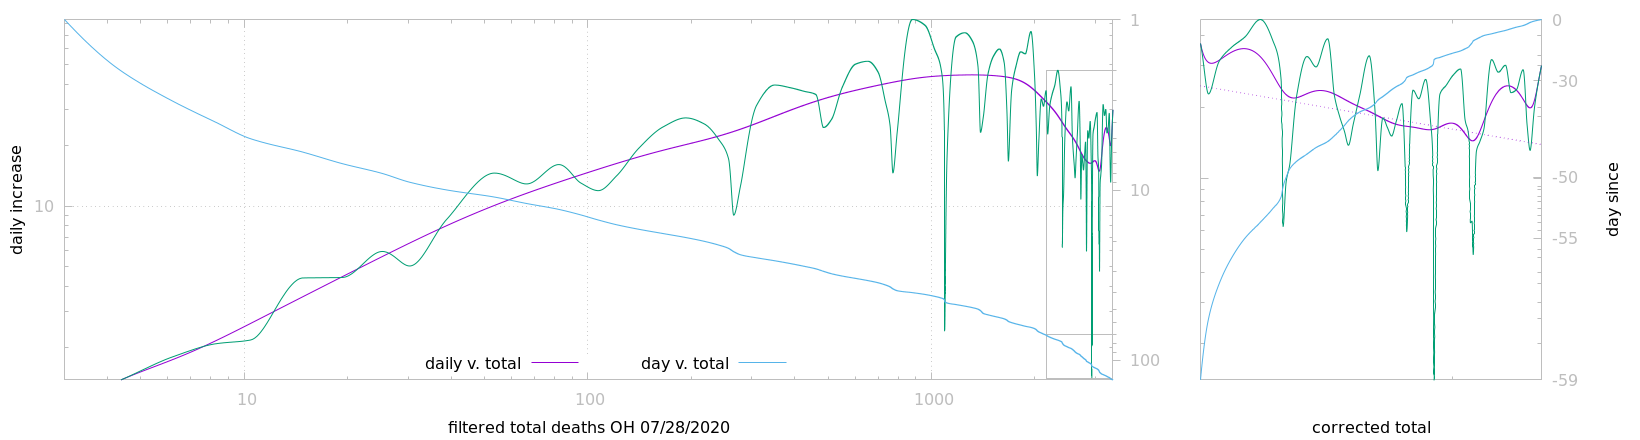 daily increase
10
daily v. total
day v. total
10
100
1000
filtered total deaths OH 07/28/2020
1
10
100
0
-30
-50
-55
-59
day since
corrected total